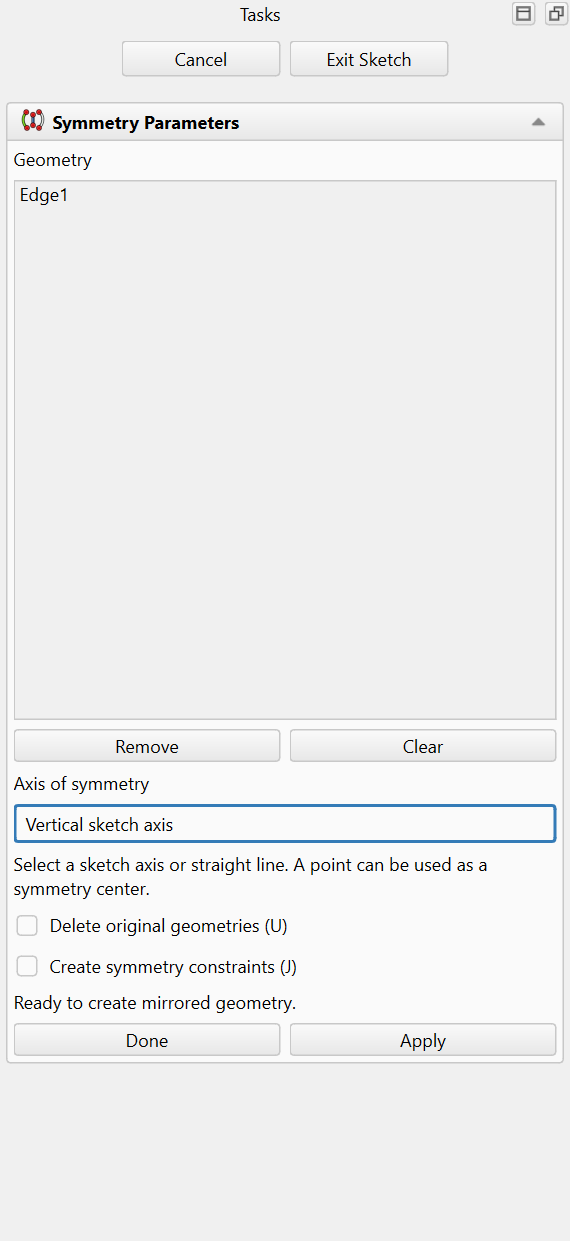 Tasks
Cancel
Exit Sketch
Symmetry Parameters
Geometry
Edge1
Remove
Clear
Axis of symmetry
Vertical sketch axis
Select a sketch axis or straight line. A point can be used as a
symmetry center.
Delete original geometries (U)
Create symmetry constraints (J)
Ready to create mirrored geometry.
Done
Apply